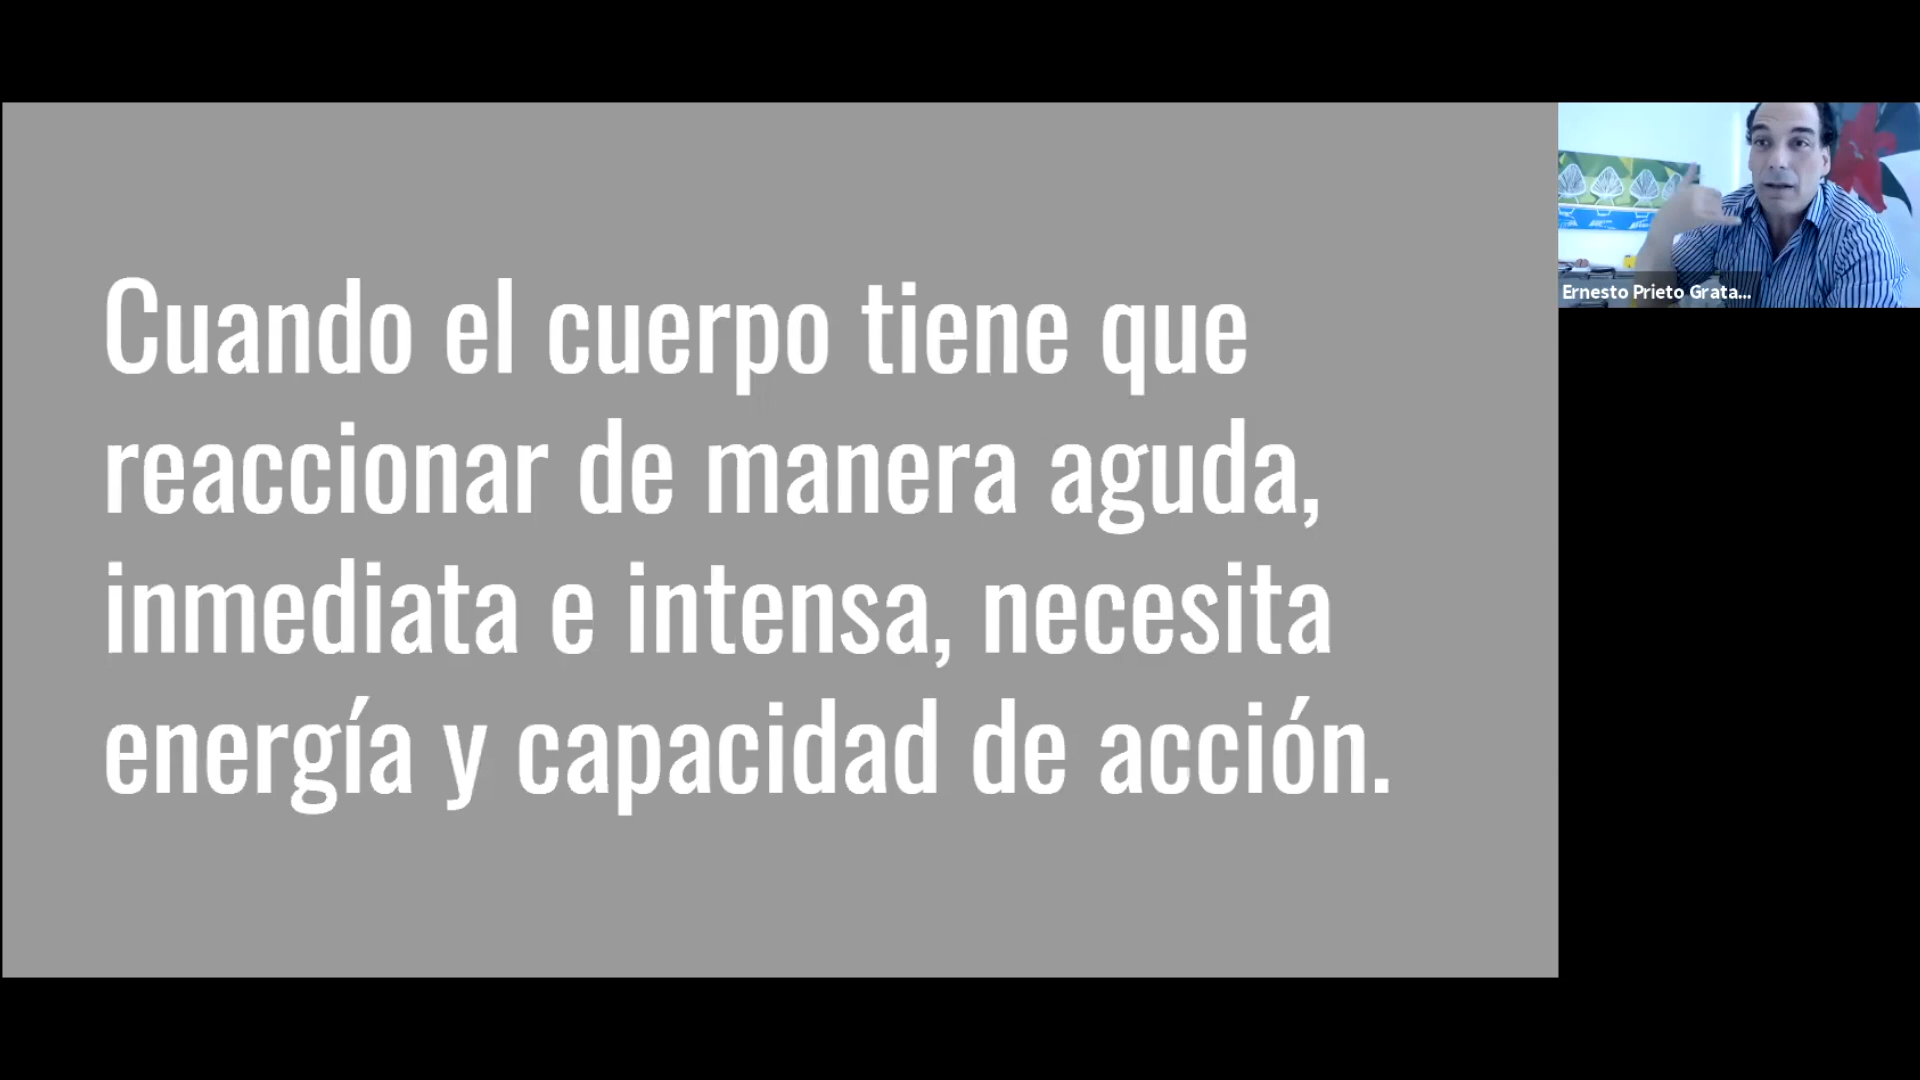 Cuando el cuerpo tiene que
reaccionar de manera aguda,
inmediata e intensa, necesita
energía y capacidad de acción.
Ernesto Prieto Grata...